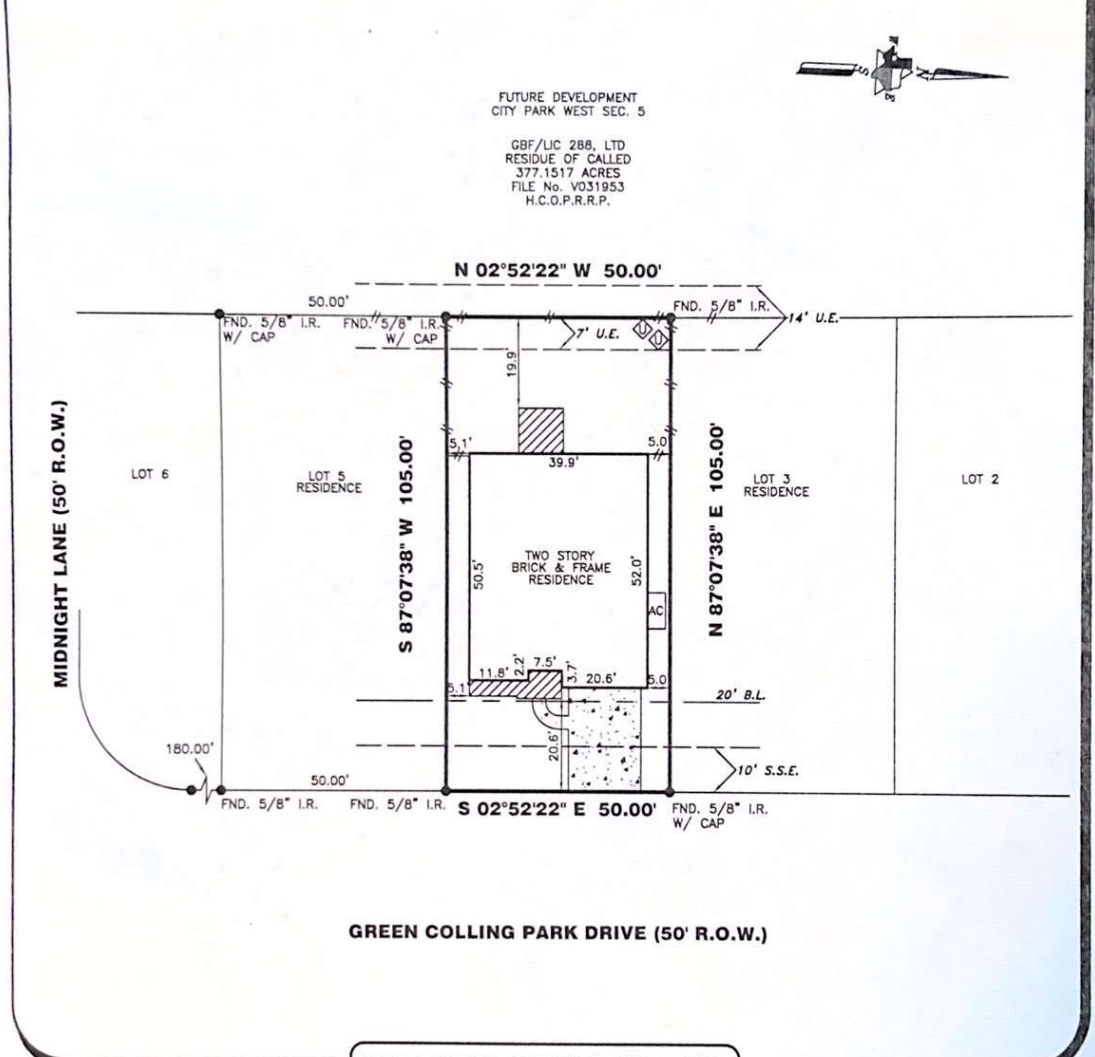 W
S
N
E
FUTURE DEVELOPMENT
CITY PARK WEST SEC. 5
GBF/LIC 288, LTD
RESIDUE OF CALLED
377.1517 ACRES
FILE No. V031953
H.C.O.P.R.R.P.
N 02°52'22" W 50.00'
50.00'
FND. 5/8" I.R.
W/ CAP
FND. 5/8" I.R.
W/ CAP
FND. 5/8" I.R.
14' U.E.
7' U.E.
U
U
19.9'
5.1'
39.9'
5.0'
MIDNIGHT LANE (50' R.O.W.)
LOT 6
LOT 5
RESIDENCE
S 87°07'38" W 105.00'
50.5'
TWO STORY
BRICK & FRAME
RESIDENCE
52.0'
AC
N 87°07'38" E 105.00'
LOT 3
RESIDENCE
LOT 2
11.8'
2.2'
7.5'
3.7'
20.6'
5.1'
5.0
20' B.L.
20.6'
10' S.S.E.
180.00'
50.00'
FND. 5/8" I.R.
FND. 5/8" I.R.
S 02°52'22" E 50.00'
FND. 5/8" I.R.
W/ CAP
GREEN COLLING PARK DRIVE (50' R.O.W.)